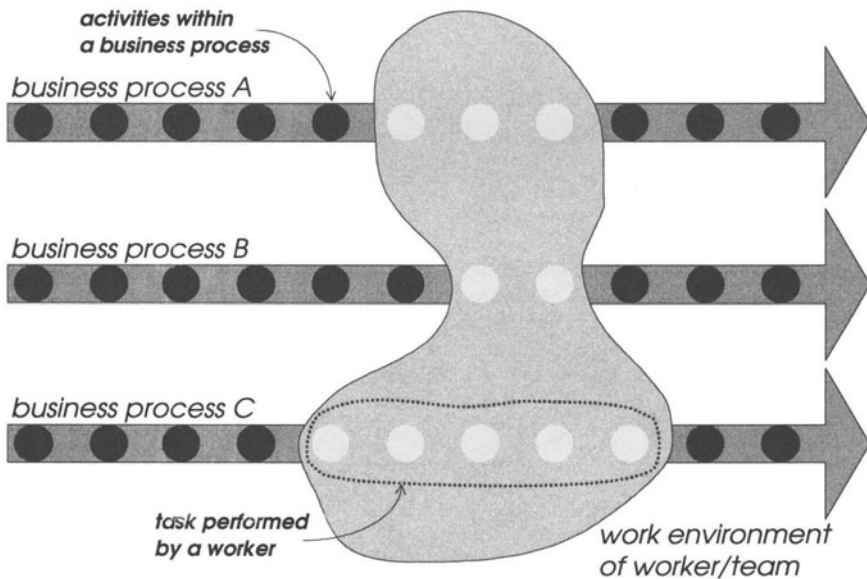 activities within
a business process
business process A
business process B
business process C
task performed
by a worker
work environment
of worker/team